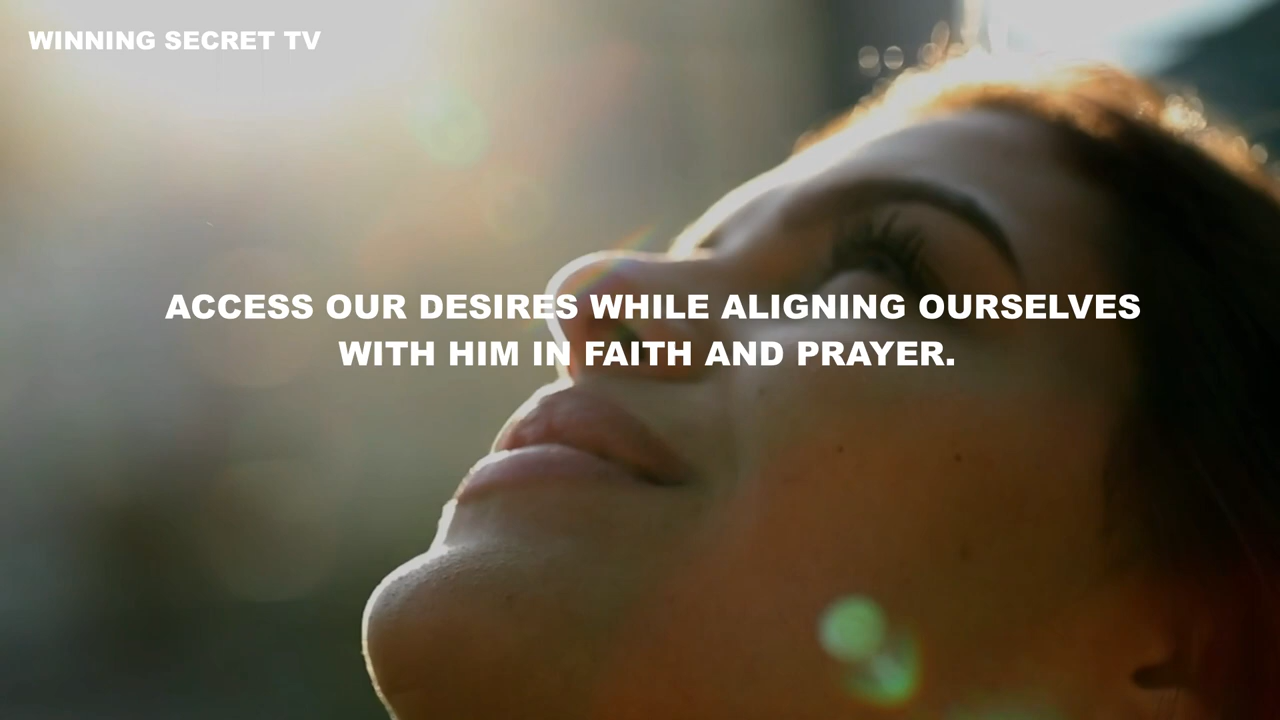 WINNING SECRET TV
ACCESS OUR DESIRES WHILE ALIGNING OURSELVES
WITH HIM IN FAITH AND PRAYER.